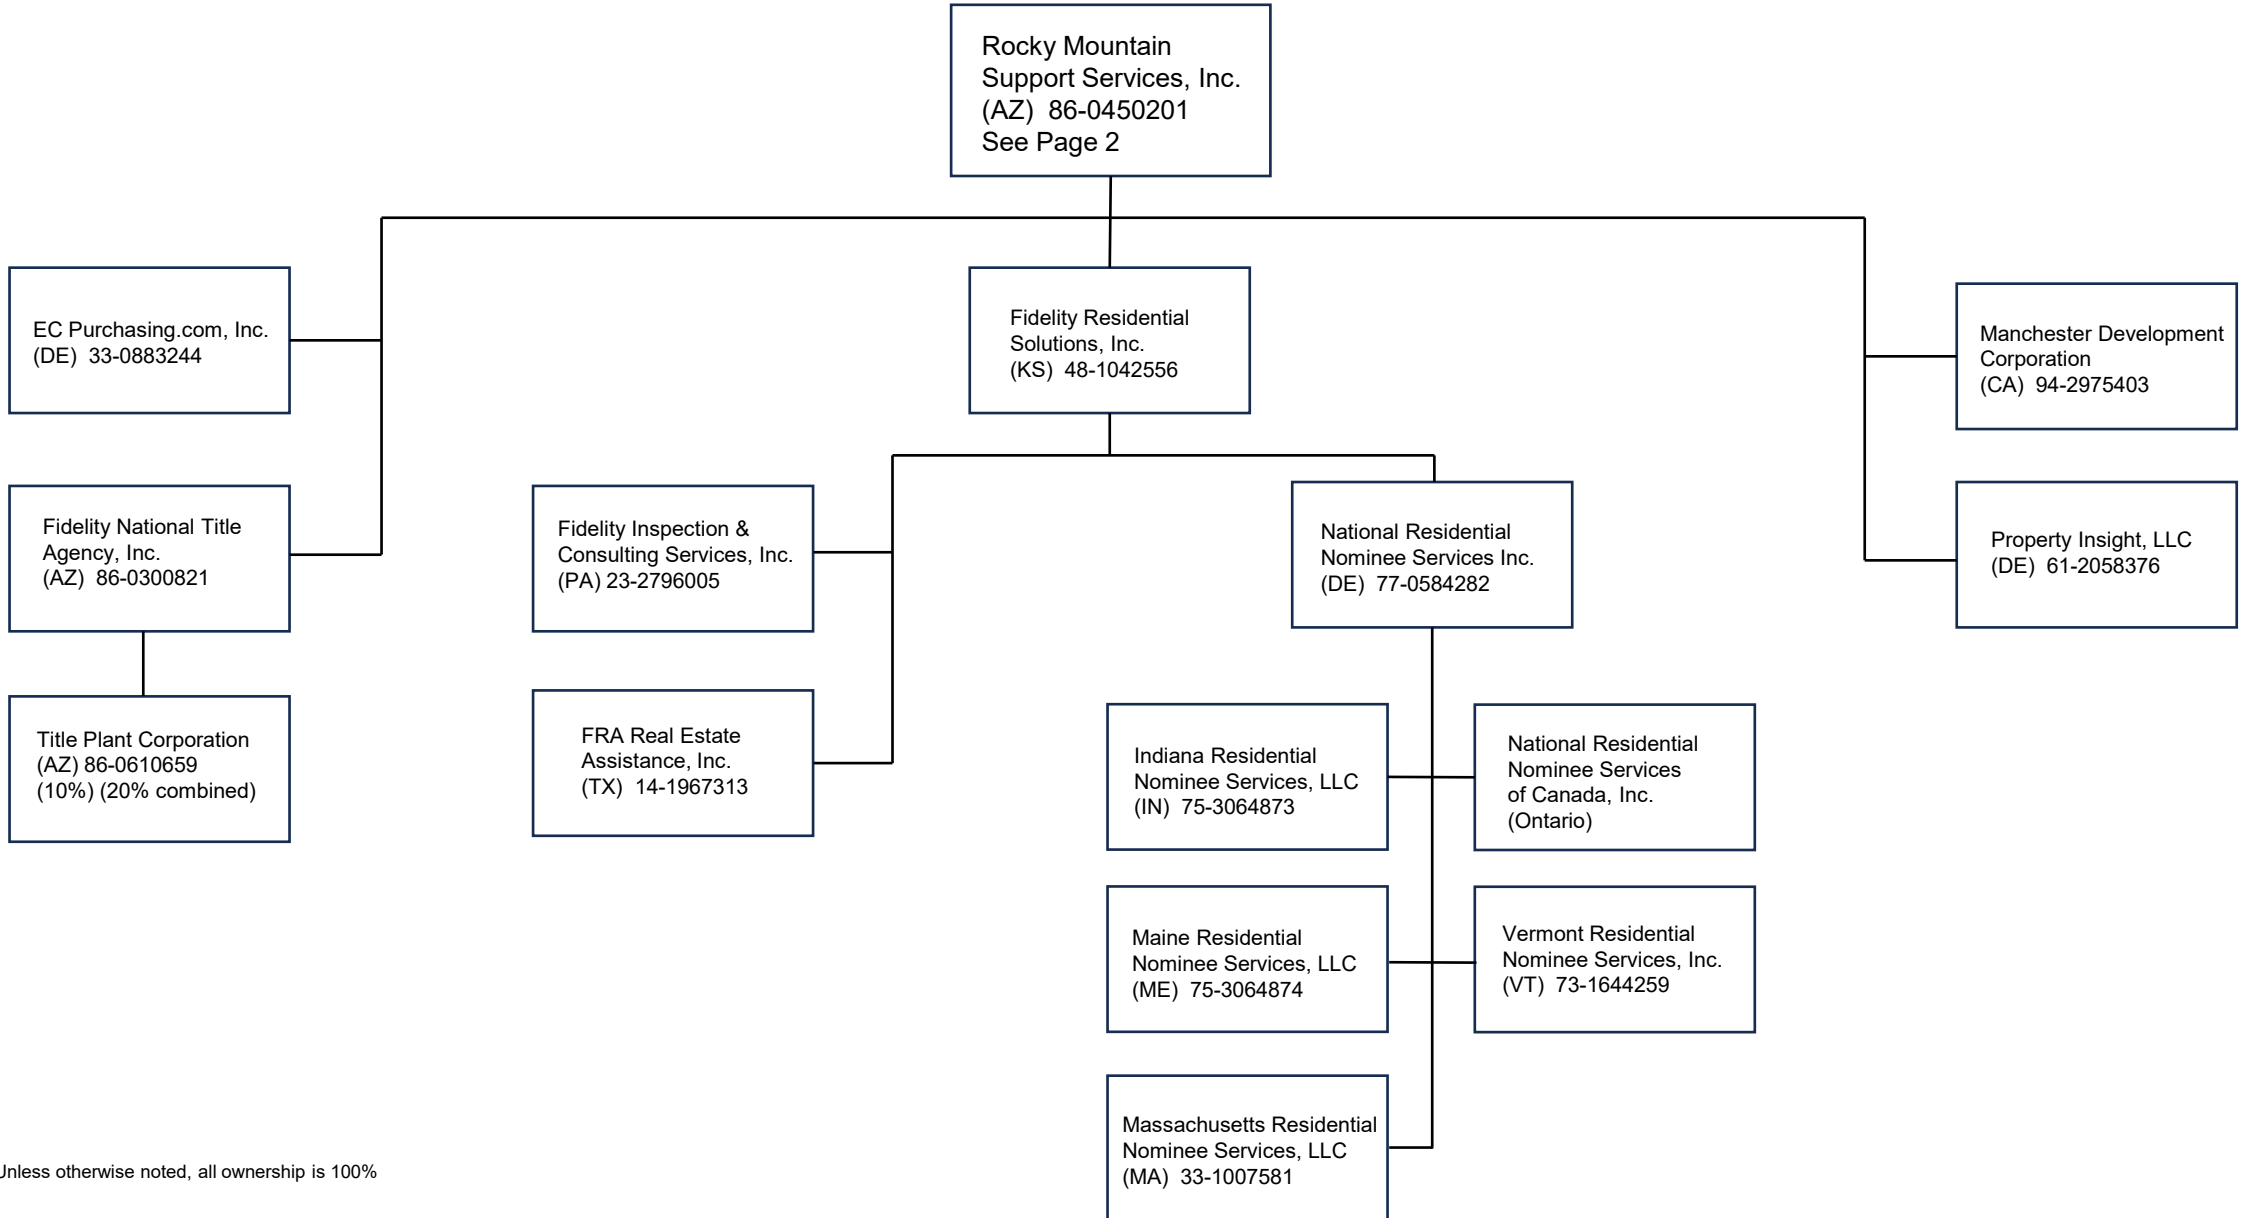 Rocky Mountain
Support Services, Inc.
(AZ) 86-0450201
See Page 2
EC Purchasing.com, Inc.
(DE) 33-0883244
Fidelity Residential
Solutions, Inc.
(KS) 48-1042556
Manchester Development
Corporation
(CA) 94-2975403
Fidelity National Title
Agency, Inc.
(AZ) 86-0300821
Fidelity Inspection &
Consulting Services, Inc.
(PA) 23-2796005
National Residential
Nominee Services Inc.
(DE) 77-0584282
Property Insight, LLC
(DE) 61-2058376
Title Plant Corporation
(AZ) 86-0610659
(10%) (20% combined)
FRA Real Estate
Assistance, Inc.
(TX) 14-1967313
Indiana Residential
Nominee Services, LLC
(IN) 75-3064873
National Residential
Nominee Services
of Canada, Inc.
(Ontario)
Maine Residential
Nominee Services, LLC
(ME) 75-3064874
Vermont Residential
Nominee Services, Inc.
(VT) 73-1644259
Massachusetts Residential
Nominee Services, LLC
(MA) 33-1007581
Unless otherwise noted, all ownership is 100%